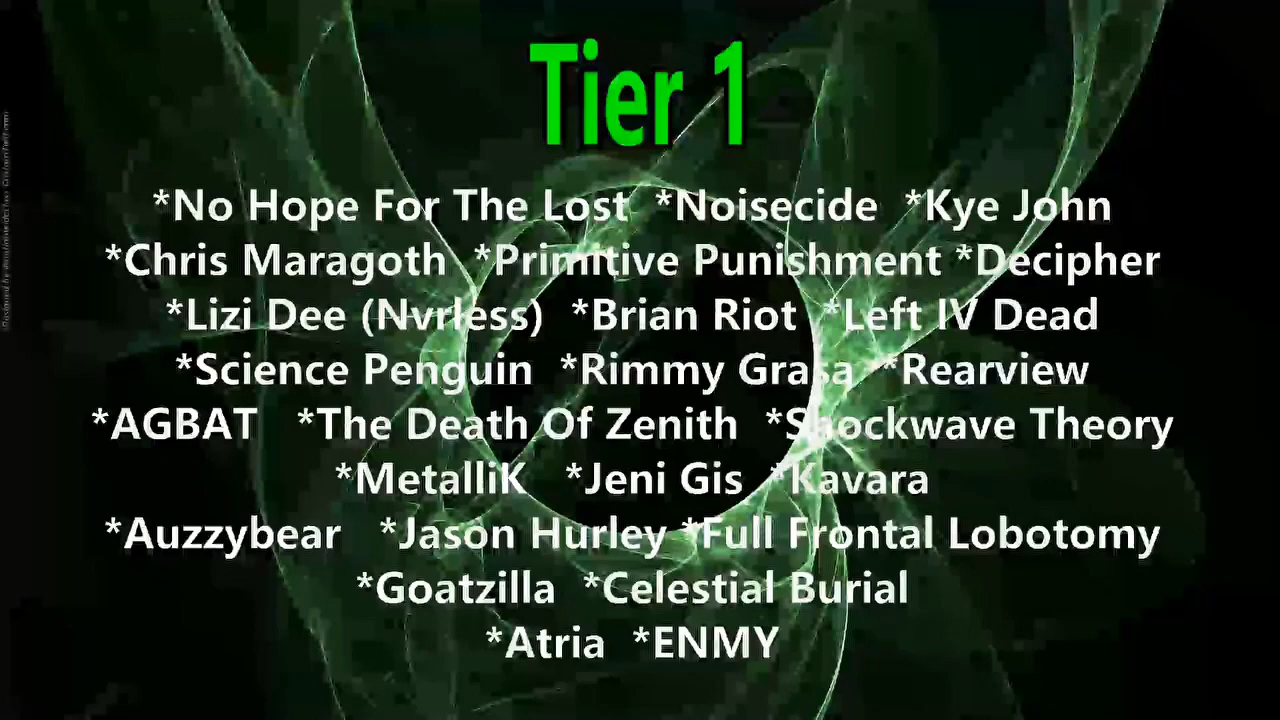 Tier 1
*No Hope For The Lost *Noisecide *Kye John
*Chris Maragoth *Primitive Punishment *Decipher
*Lizi Dee (Nvrless) *Brian Riot *Left IV Dead
*Science Penguin *Rimmy Grasa *Rearview
*AGBAT *The Death Of Zenith *Shockwave Theory
*MetalliK *Jeni Gis *Kavara
*Auzzybear *Jason Hurley *Full Frontal Lobotomy
*Goatzilla *Celestial Burial
*Atria *ENMY